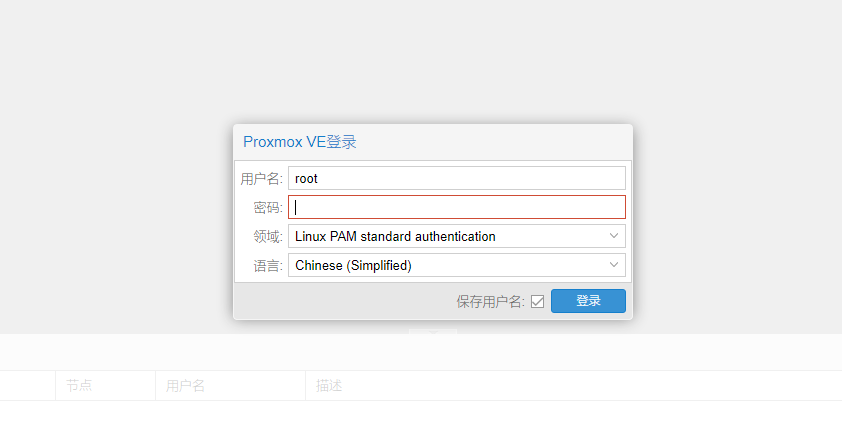 Proxmox VE登录
用户名: root
密码:
领域: Linux PAM standard authentication
语言: Chinese (Simplified)
保存用户名: 登录
节点 用户名 描述